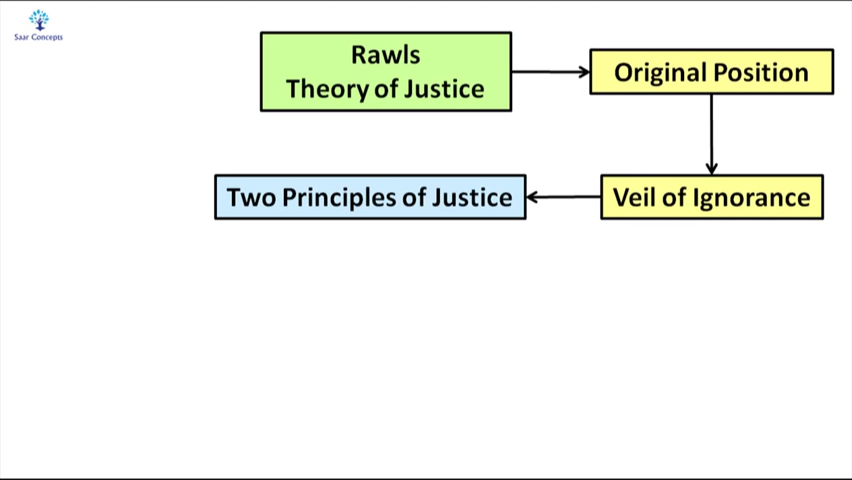 Saar Concepts
Rawls
Theory of Justice
Original Position
Two Principles of Justice
Veil of Ignorance